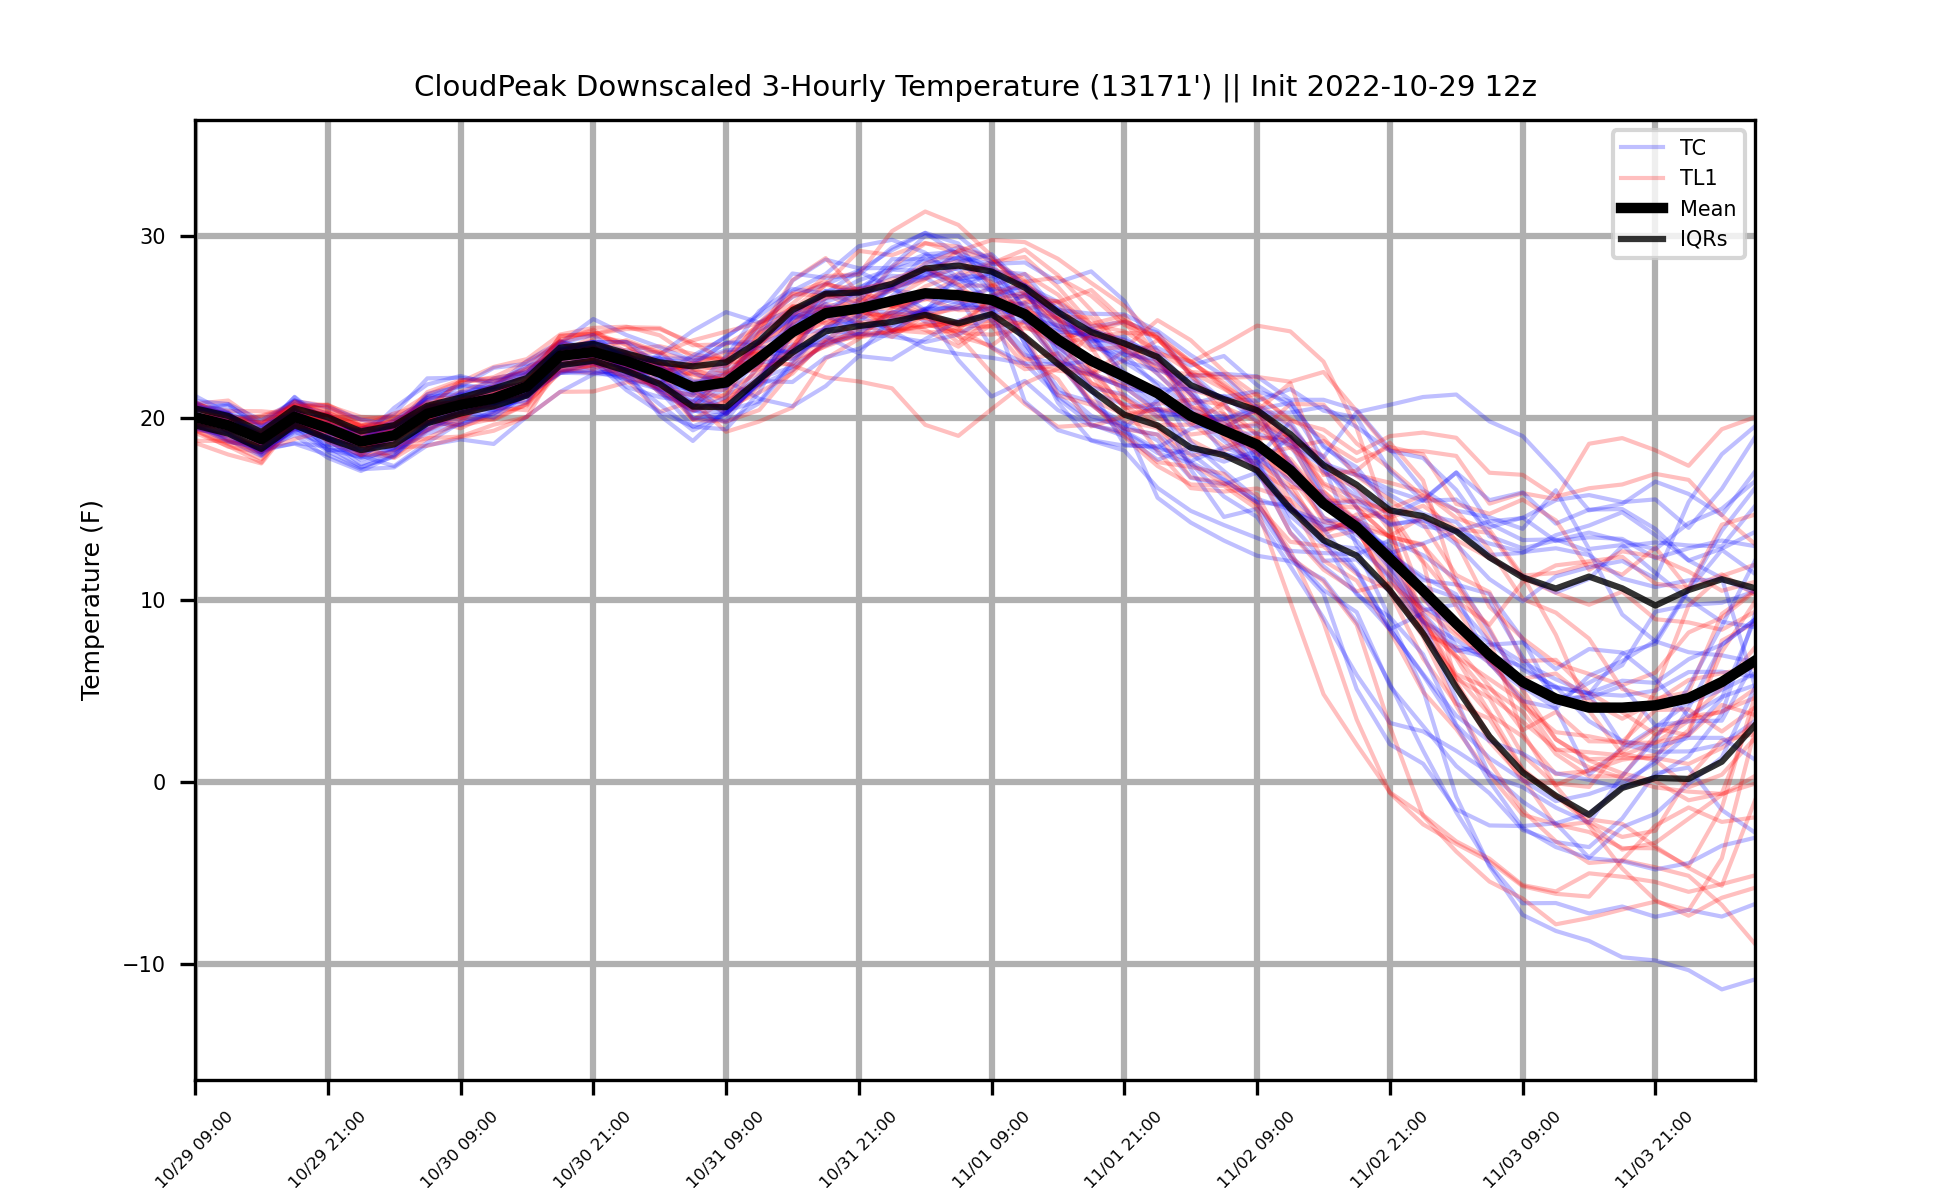 CloudPeak Downscaled 3-Hourly Temperature (13171') || Init 2022-10-29 12z
TC
TL1
Mean
IQRs
Temperature (F)
30
20
10
0
−10
10/29 09:00
10/29 21:00
10/30 09:00
10/30 21:00
10/31 09:00
10/31 21:00
11/01 09:00
11/01 21:00
11/02 09:00
11/02 21:00
11/03 09:00
11/03 21:00